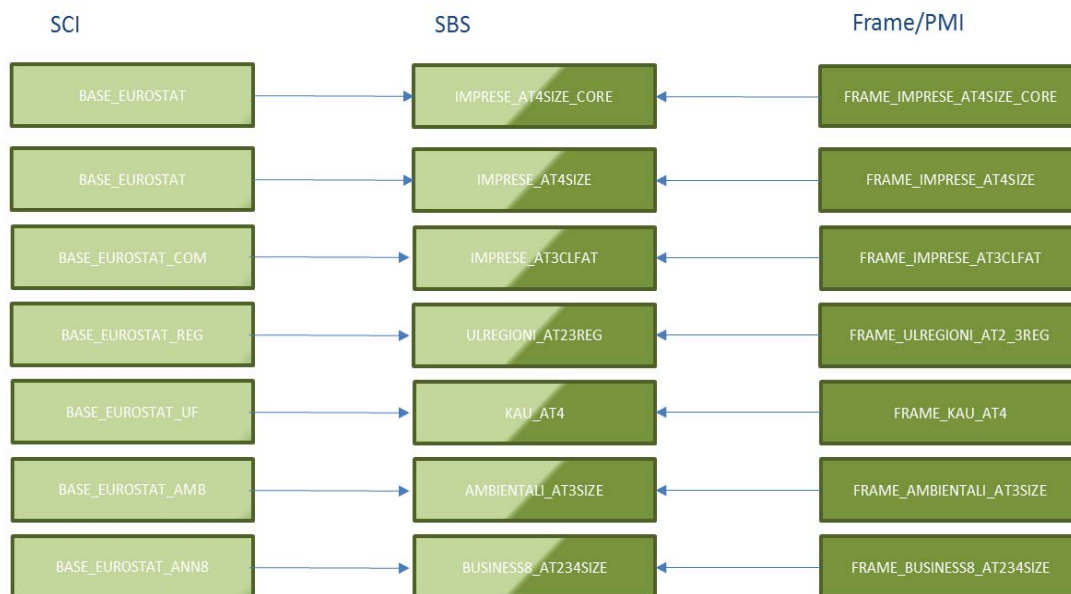 SCI SBS Frame/PMI
BASE_EUROSTAT IMPRESE_AT4SIZE_CORE FRAME_IMPRESE_AT4SIZE_CORE
BASE_EUROSTAT IMPRESE_AT4SIZE FRAME_IMPRESE_AT4SIZE
BASE_EUROSTAT_COM IMPRESE_AT3CLFAT FRAME_IMPRESE_AT3CLFAT
BASE_EUROSTAT_REG ULREGIONI_AT23REG FRAME_ULREGIONI_AT2_3REG
BASE_EUROSTAT_UF KAU_AT4 FRAME_KAU_AT4
BASE_EUROSTAT_AMB AMBIENTALI_AT3SIZE FRAME_AMBIENTALI_AT3SIZE
BASE_EUROSTAT_ANN8 BUSINESS8_AT234SIZE FRAME_BUSINESS8_AT234SIZE